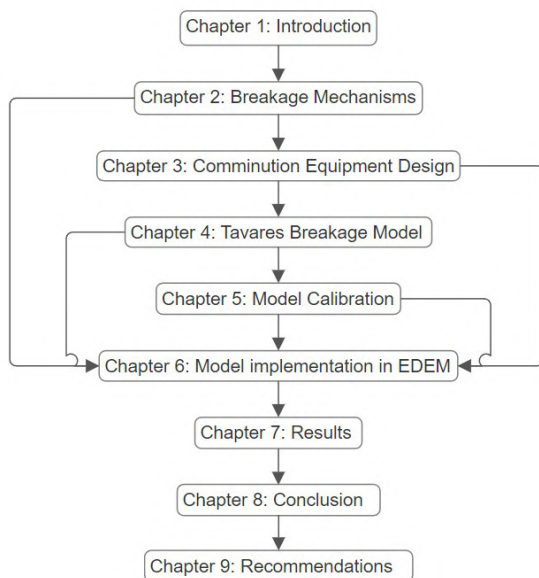 Chapter 1: Introduction
Chapter 2: Breakage Mechanisms
Chapter 3: Comminution Equipment Design
Chapter 4: Tavares Breakage Model
Chapter 5: Model Calibration
Chapter 6: Model implementation in EDEM
Chapter 7: Results
Chapter 8: Conclusion
Chapter 9: Recommendations